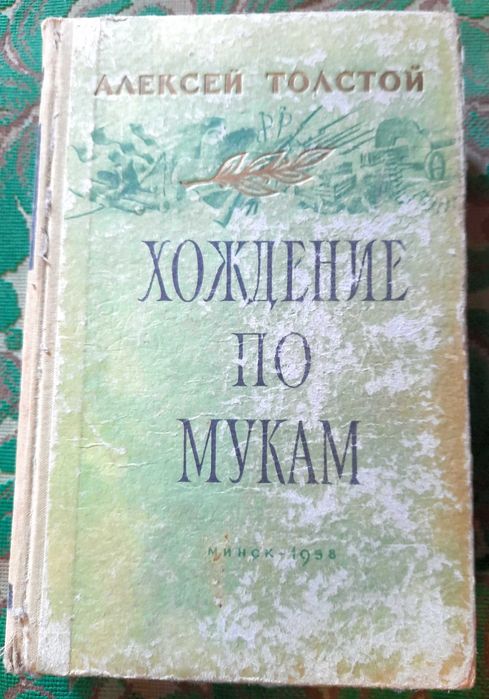 АЛЕКСЕЙ ТОЛСТОЙ
ХОЖДЕНИЕ
ПО
МУКАМ
МИНСК-1958